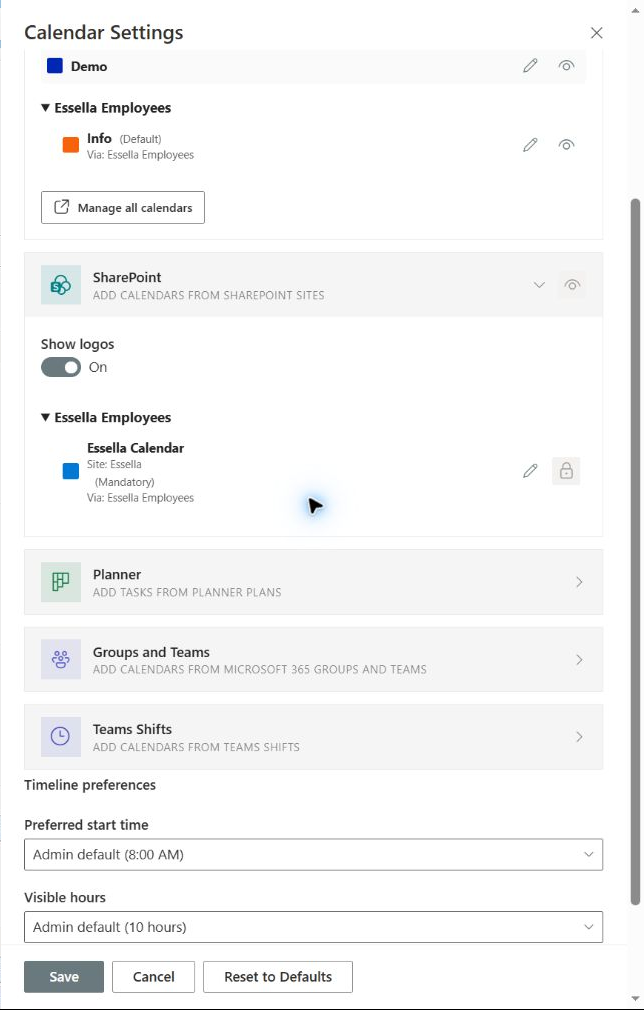 Calendar Settings
Demo
Essella Employees
Info (Default)
Via: Essella Employees
Manage all calendars
SharePoint
ADD CALENDARS FROM SHAREPOINT SITES
Show logos
On
Essella Employees
Essella Calendar
Site: Essella
(Mandatory)
Via: Essella Employees
Planner
ADD TASKS FROM PLANNER PLANS
Groups and Teams
ADD CALENDARS FROM MICROSOFT 365 GROUPS AND TEAMS
Teams Shifts
ADD CALENDARS FROM TEAMS SHIFTS
Timeline preferences
Preferred start time
Admin default (8:00 AM)
Visible hours
Admin default (10 hours)
Save Cancel Reset to Defaults